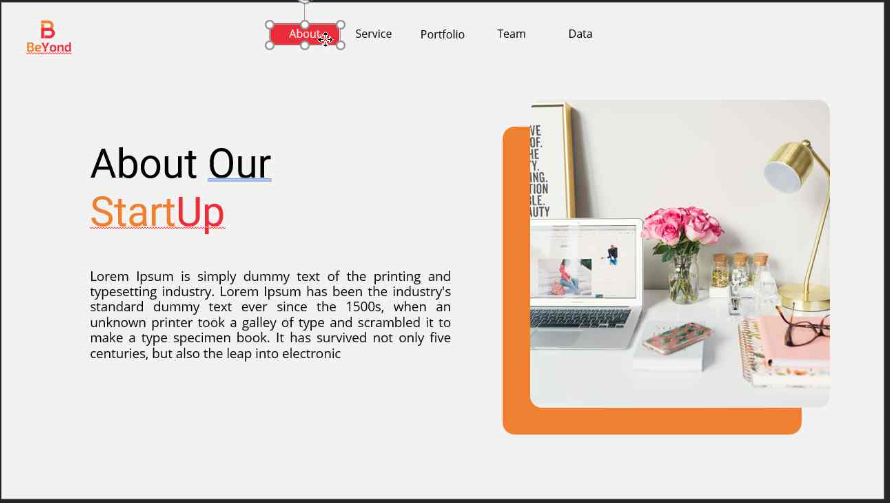 B
BeYond
About
Service
Portfolio
Team
Data
About Our
StartUp
Lorem Ipsum is simply dummy text of the printing and
typesetting industry. Lorem Ipsum has been the industry's
standard dummy text ever since the 1500s, when an
unknown printer took a galley of type and scrambled it to
make a type specimen book. It has survived not only five
centuries, but also the leap into electronic
WE
OF.
HE
TY.
ING.
TION
BLE.
AUTY